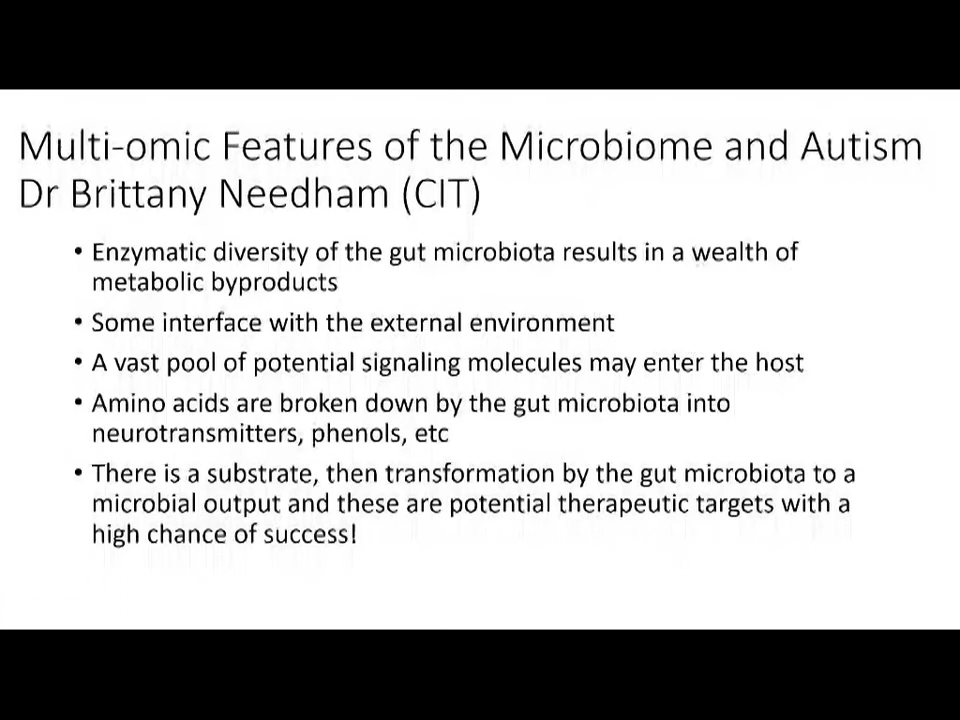 Multi-omic Features of the Microbiome and Autism
Dr Brittany Needham (CIT)
• Enzymatic diversity of the gut microbiota results in a wealth of
metabolic byproducts
• Some interface with the external environment
• A vast pool of potential signaling molecules may enter the host
• Amino acids are broken down by the gut microbiota into
neurotransmitters, phenols, etc
• There is a substrate, then transformation by the gut microbiota to a
microbial output and these are potential therapeutic targets with a
high chance of success!